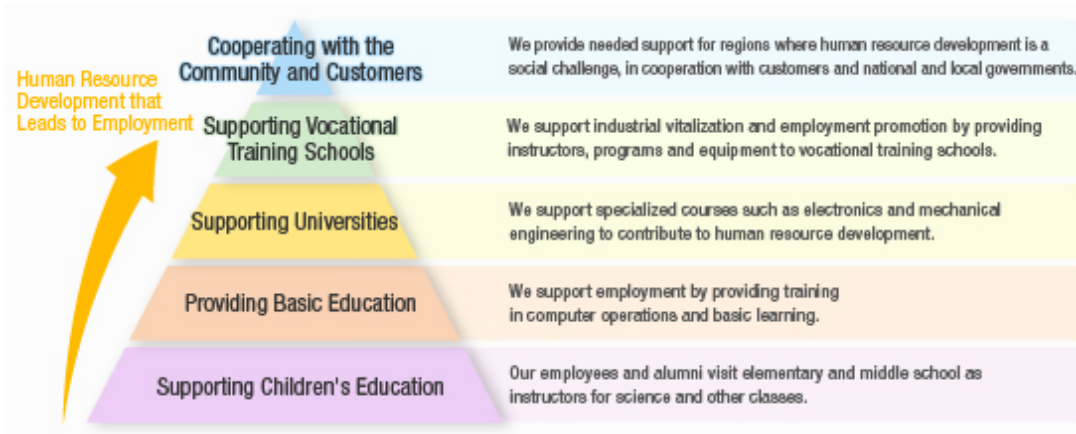 Human Resource
Development that
Leads to Employment
Cooperating with the
Community and Customers
We provide needed support for regions where human resource development is a
social challenge, in cooperation with customers and national and local governments.
Supporting Vocational
Training Schools
We support industrial vitalization and employment promotion by providing
instructors, programs and equipment to vocational training schools.
Supporting Universities
We support specialized courses such as electronics and mechanical
engineering to contribute to human resource development.
Providing Basic Education
We support employment by providing training
in computer operations and basic learning.
Supporting Children's Education
Our employees and alumni visit elementary and middle school as
instructors for science and other classes.